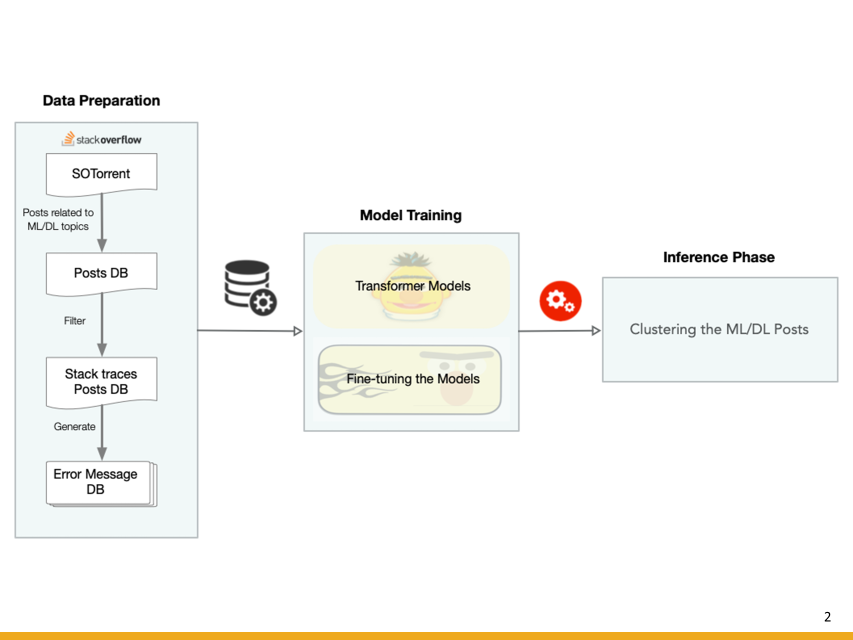 Data Preparation
stackoverflow
SOTorrent
Posts related to
ML/DL topics
Posts DB
Filter
Stack traces
Posts DB
Generate
Error Message
DB
Model Training
Transformer Models
Fine-tuning the Models
Inference Phase
Clustering the ML/DL Posts
2